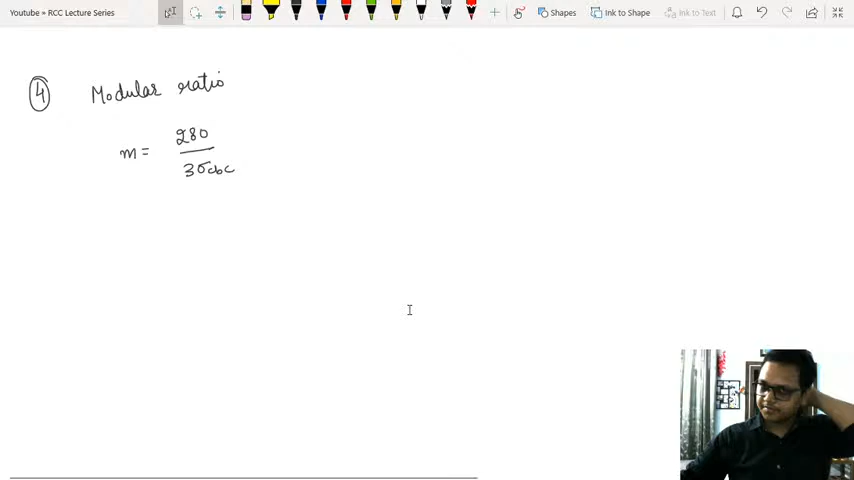 Youtube » RCC Lecture Series
Shapes
Ink to Shape
Ink to Text
4 Modular ratio
m = 280
3σcbc